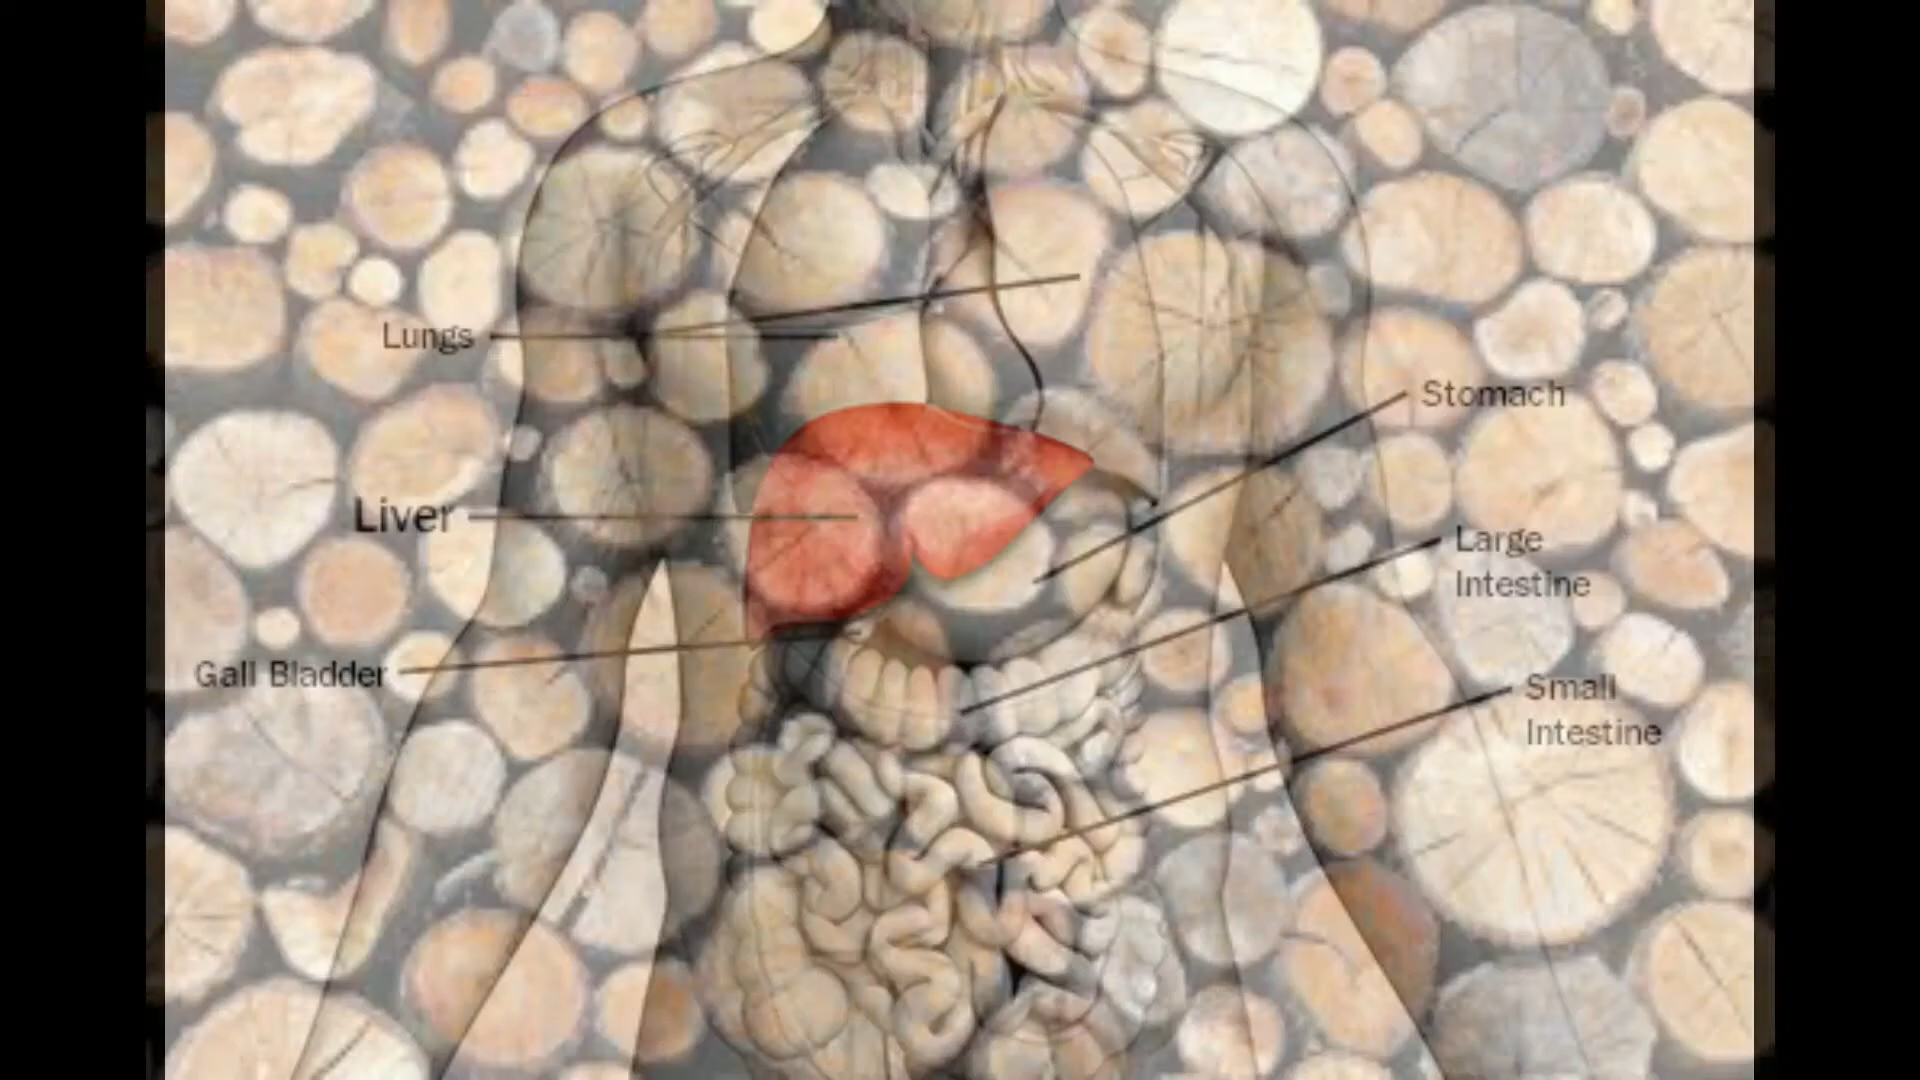 Lungs
Stomach
Liver
Large
Intestine
Gall Bladder
Small
Intestine